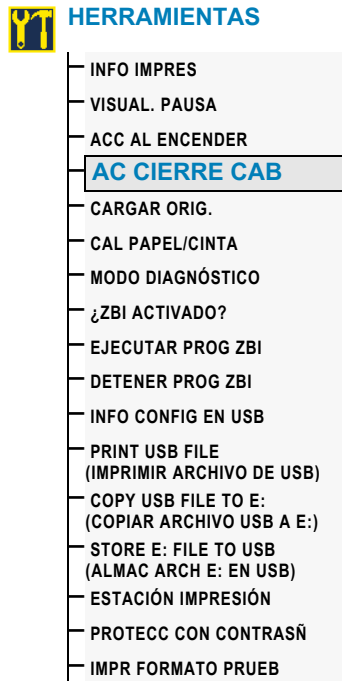 HERRAMIENTAS
INFO IMPRES
VISUAL. PAUSA
ACC AL ENCENDER
AC CIERRE CAB
CARGAR ORIG.
CAL PAPEL/CINTA
MODO DIAGNÓSTICO
¿ZBI ACTIVADO?
EJECUTAR PROG ZBI
DETENER PROG ZBI
INFO CONFIG EN USB
PRINT USB FILE
(IMPRIMIR ARCHIVO DE USB)
COPY USB FILE TO E:
(COPIAR ARCHIVO USB A E:)
STORE E: FILE TO USB
(ALMAC ARCH E: EN USB)
ESTACIÓN IMPRESIÓN
PROTECC CON CONTRASÑ
IMPR FORMATO PRUEB